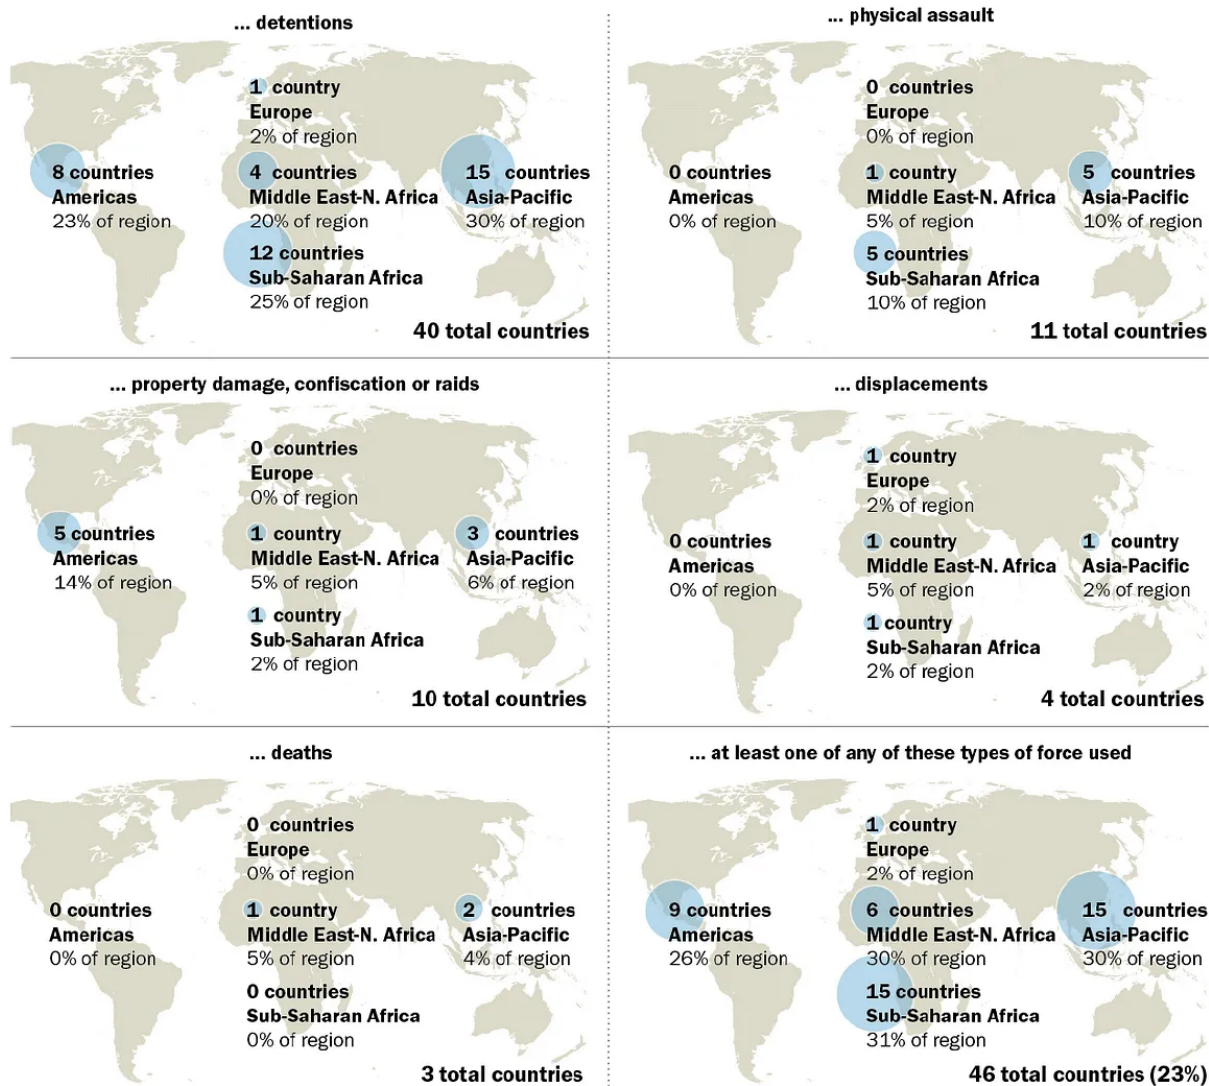 ... detentions
1 country
Europe
2% of region
8 countries
Americas
23% of region
4 countries
Middle East-N. Africa
20% of region
15 countries
Asia-Pacific
30% of region
12 countries
Sub-Saharan Africa
25% of region
40 total countries
... physical assault
0 countries
Europe
0% of region
0 countries
Americas
0% of region
1 country
Middle East-N. Africa
5% of region
5 countries
Asia-Pacific
10% of region
5 countries
Sub-Saharan Africa
10% of region
11 total countries
... property damage, confiscation or raids
0 countries
Europe
0% of region
5 countries
Americas
14% of region
1 country
Middle East-N. Africa
5% of region
3 countries
Asia-Pacific
6% of region
1 country
Sub-Saharan Africa
2% of region
10 total countries
... displacements
1 country
Europe
2% of region
0 countries
Americas
0% of region
1 country
Middle East-N. Africa
5% of region
1 country
Asia-Pacific
2% of region
1 country
Sub-Saharan Africa
2% of region
4 total countries
... deaths
0 countries
Europe
0% of region
0 countries
Americas
0% of region
1 country
Middle East-N. Africa
5% of region
2 countries
Asia-Pacific
4% of region
0 countries
Sub-Saharan Africa
0% of region
3 total countries
... at least one of any of these types of force used
1 country
Europe
2% of region
9 countries
Americas
26% of region
6 countries
Middle East-N. Africa
30% of region
15 countries
Asia-Pacific
30% of region
15 countries
Sub-Saharan Africa
31% of region
46 total countries (23%)